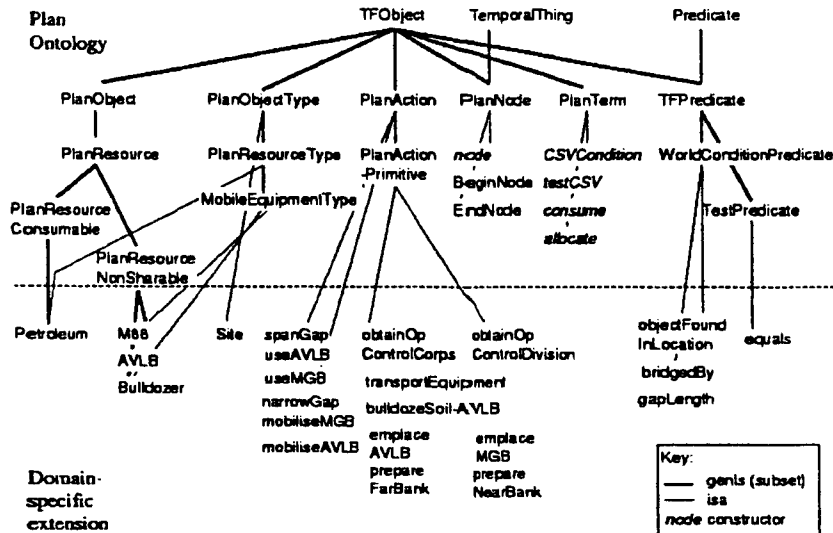 Plan
Ontology
TFObject TemporalThing Predicate
PlanObject PlanObjectType PlanAction PlanNode PlanTerm TFPredicate
PlanResource PlanResourceType PlanAction node CSVCondition WorldConditionPredicate
-Primitive BeginNode testCSV
PlanResource MobileEquipmentType EndNode consume TestPredicate
Consumable allocate
PlanResource
NonSharable
Petroleum M88 Site spanGap obtainOp obtainOp objectFound equals
AVLB useAVLB ControlCorps ControlDivision InLocation
Bulldozer useMGB transportEquipment bridgedBy
narrowGap bulldozeSoil-AVLB gapLength
mobiliseMGB
mobiliseAVLB emplace emplace
AVLB MGB
prepare prepare
FarBank NearBank
Key:
genls (subset)
isa
node constructor
Domain-
specific
extension